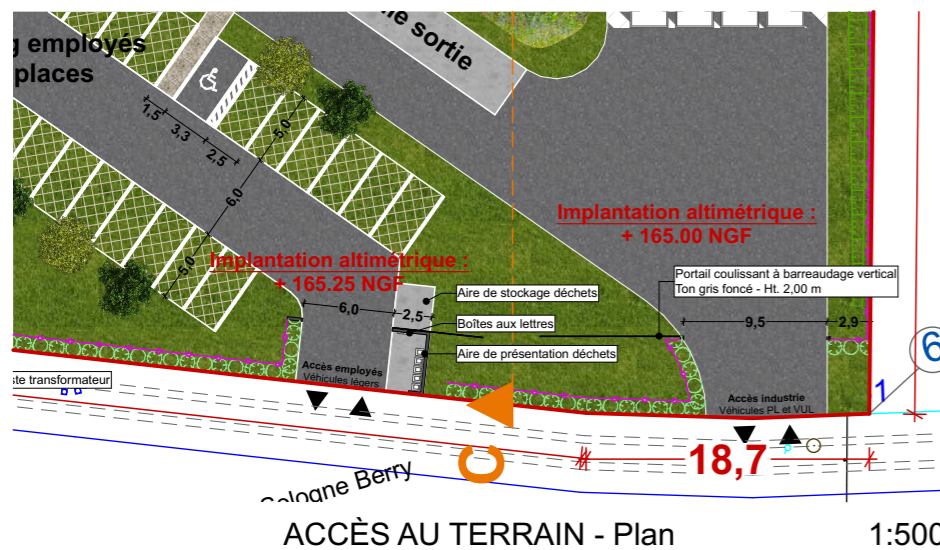 employés
places
ne sortie
1,5
3,3
2,5
5,0
6,0
5,0
Implantation altimétrique :
+ 165.00 NGF
Implantation altimétrique :
+ 165.25 NGF
Portail coulissant à barreaudage vertical
Ton gris foncé - Ht. 2,00 m
Aire de stockage déchets
6,0
2,5
Boîtes aux lettres
9,5
2,9
Aire de présentation déchets
6
ste transformateur
Accès employés
Véhicules légers
1
Accès industrie
Véhicules PL et VUL
C
18,7
Sologne Berry
ACCÈS AU TERRAIN - Plan
1:500